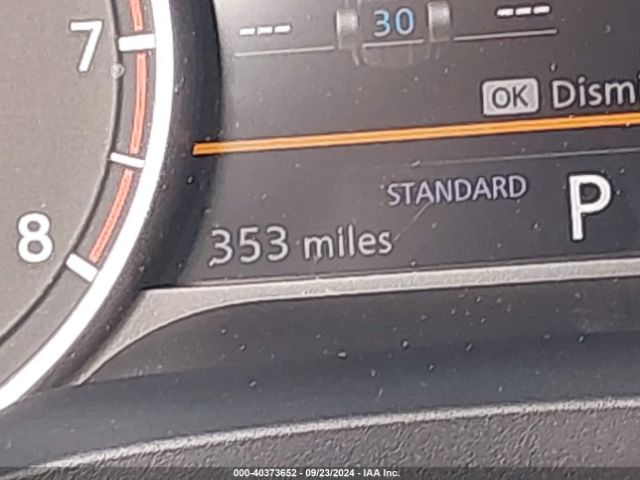 7
--- 30 ---
OK Dismi
STANDARD P
8
353 miles
000-40373652 - 09/23/2024 - IAA Inc.